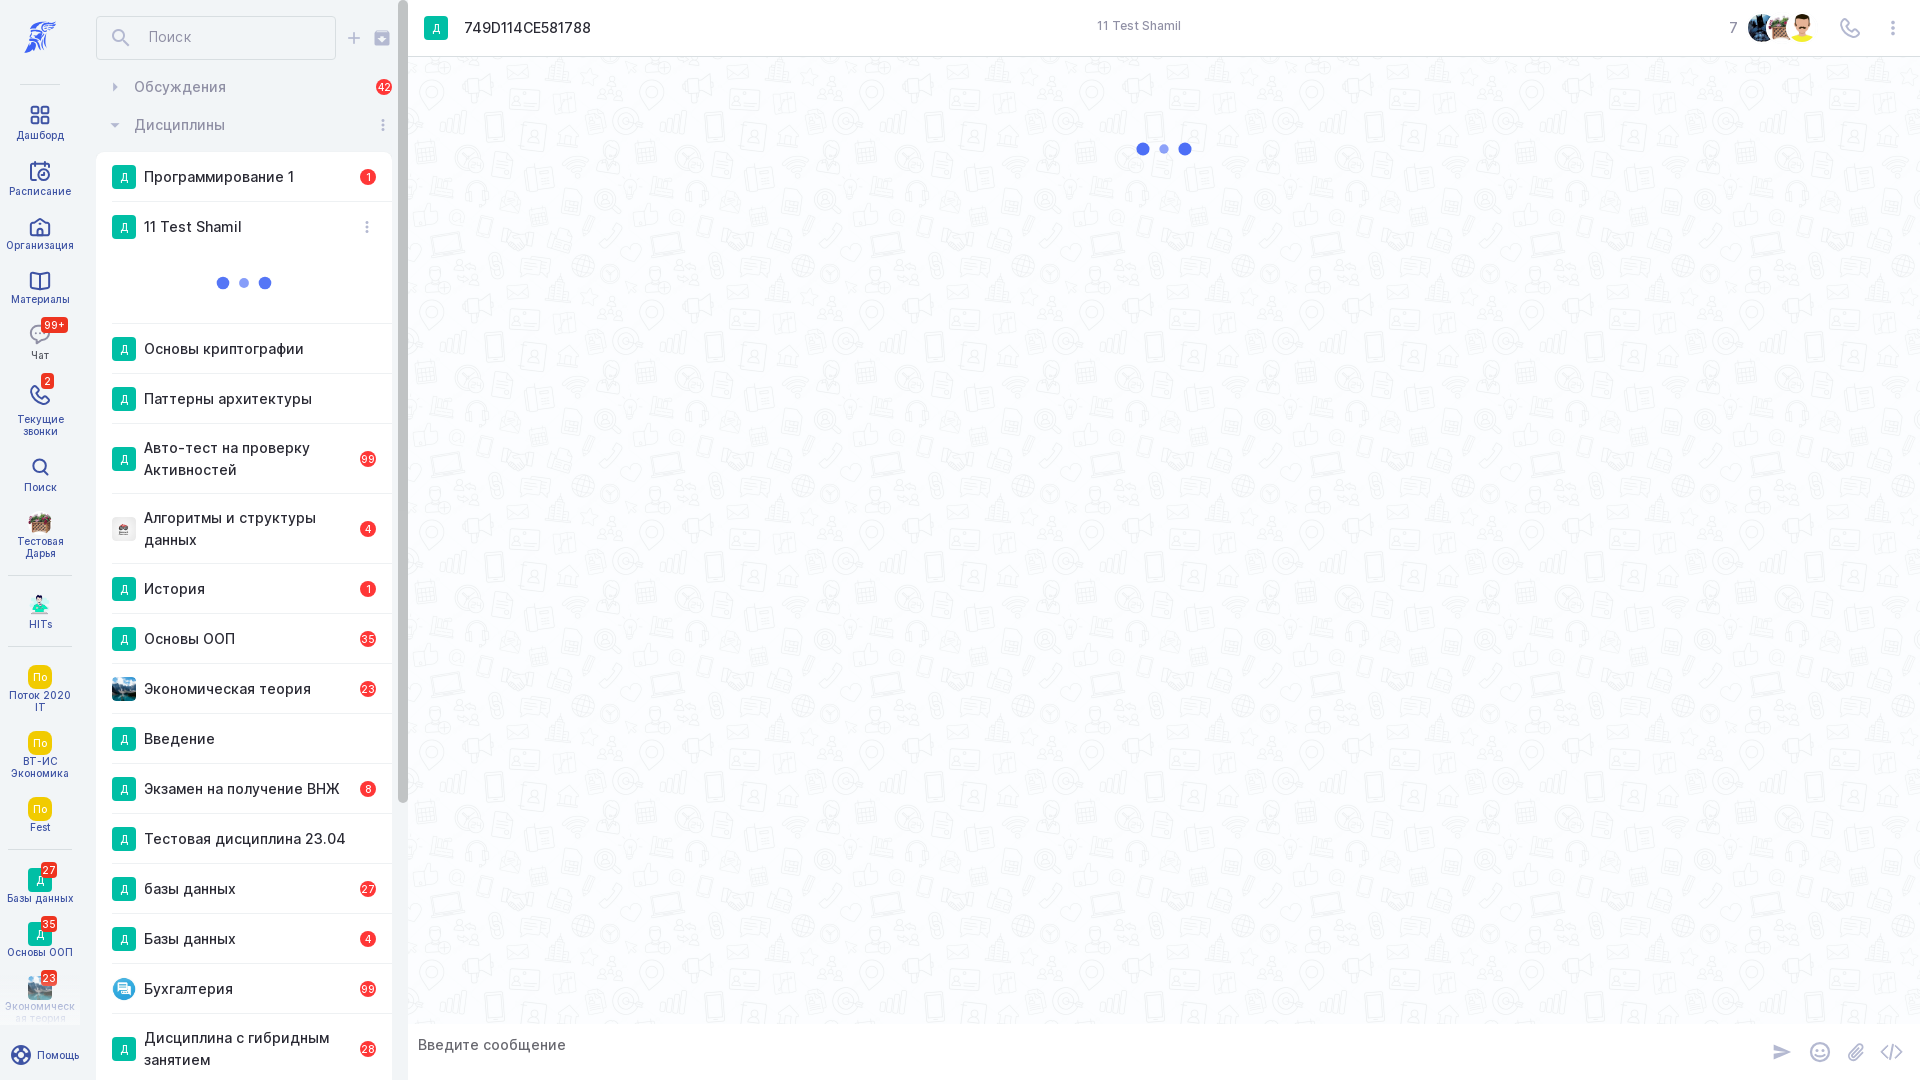 Дашборд
Расписание
Организация
Материалы
99+
Чат
2
Текущие
звонки
Поиск
Тестовая
Дарья
HITs
По
Поток 2020
IT
По
ВТ-ИС
Экономика
По
Fest
27
Д
Базы данных
35
Д
Основы ООП
23
Экономическ
ая теория
Помощь
Поиск
Обсуждения
42
Дисциплины
Д
Программирование 1
1
Д
11 Test Shamil
Д
Основы криптографии
Д
Паттерны архитектуры
Д
Авто-тест на проверку
Активностей
99
Алгоритмы и структуры
данных
4
Д
История
1
Д
Основы ООП
35
Экономическая теория
23
Д
Введение
Д
Экзамен на получение ВНЖ
8
Д
Тестовая дисциплина 23.04
Д
базы данных
27
Д
Базы данных
4
Бухгалтерия
99
Д
Дисциплина с гибридным
занятием
28
Д
749D114CE581788
11 Test Shamil
7
Введите сообщение